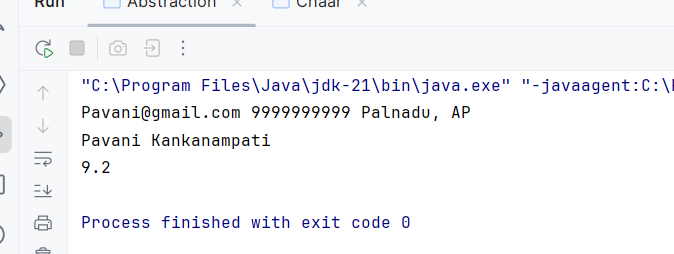 Run Abstraction Chaar
"C:\Program Files\Java\jdk-21\bin\java.exe" "-javaagent:C:\
Pavani@gmail.com 9999999999 Palnadu, AP
Pavani Kankanampati
9.2
Process finished with exit code 0